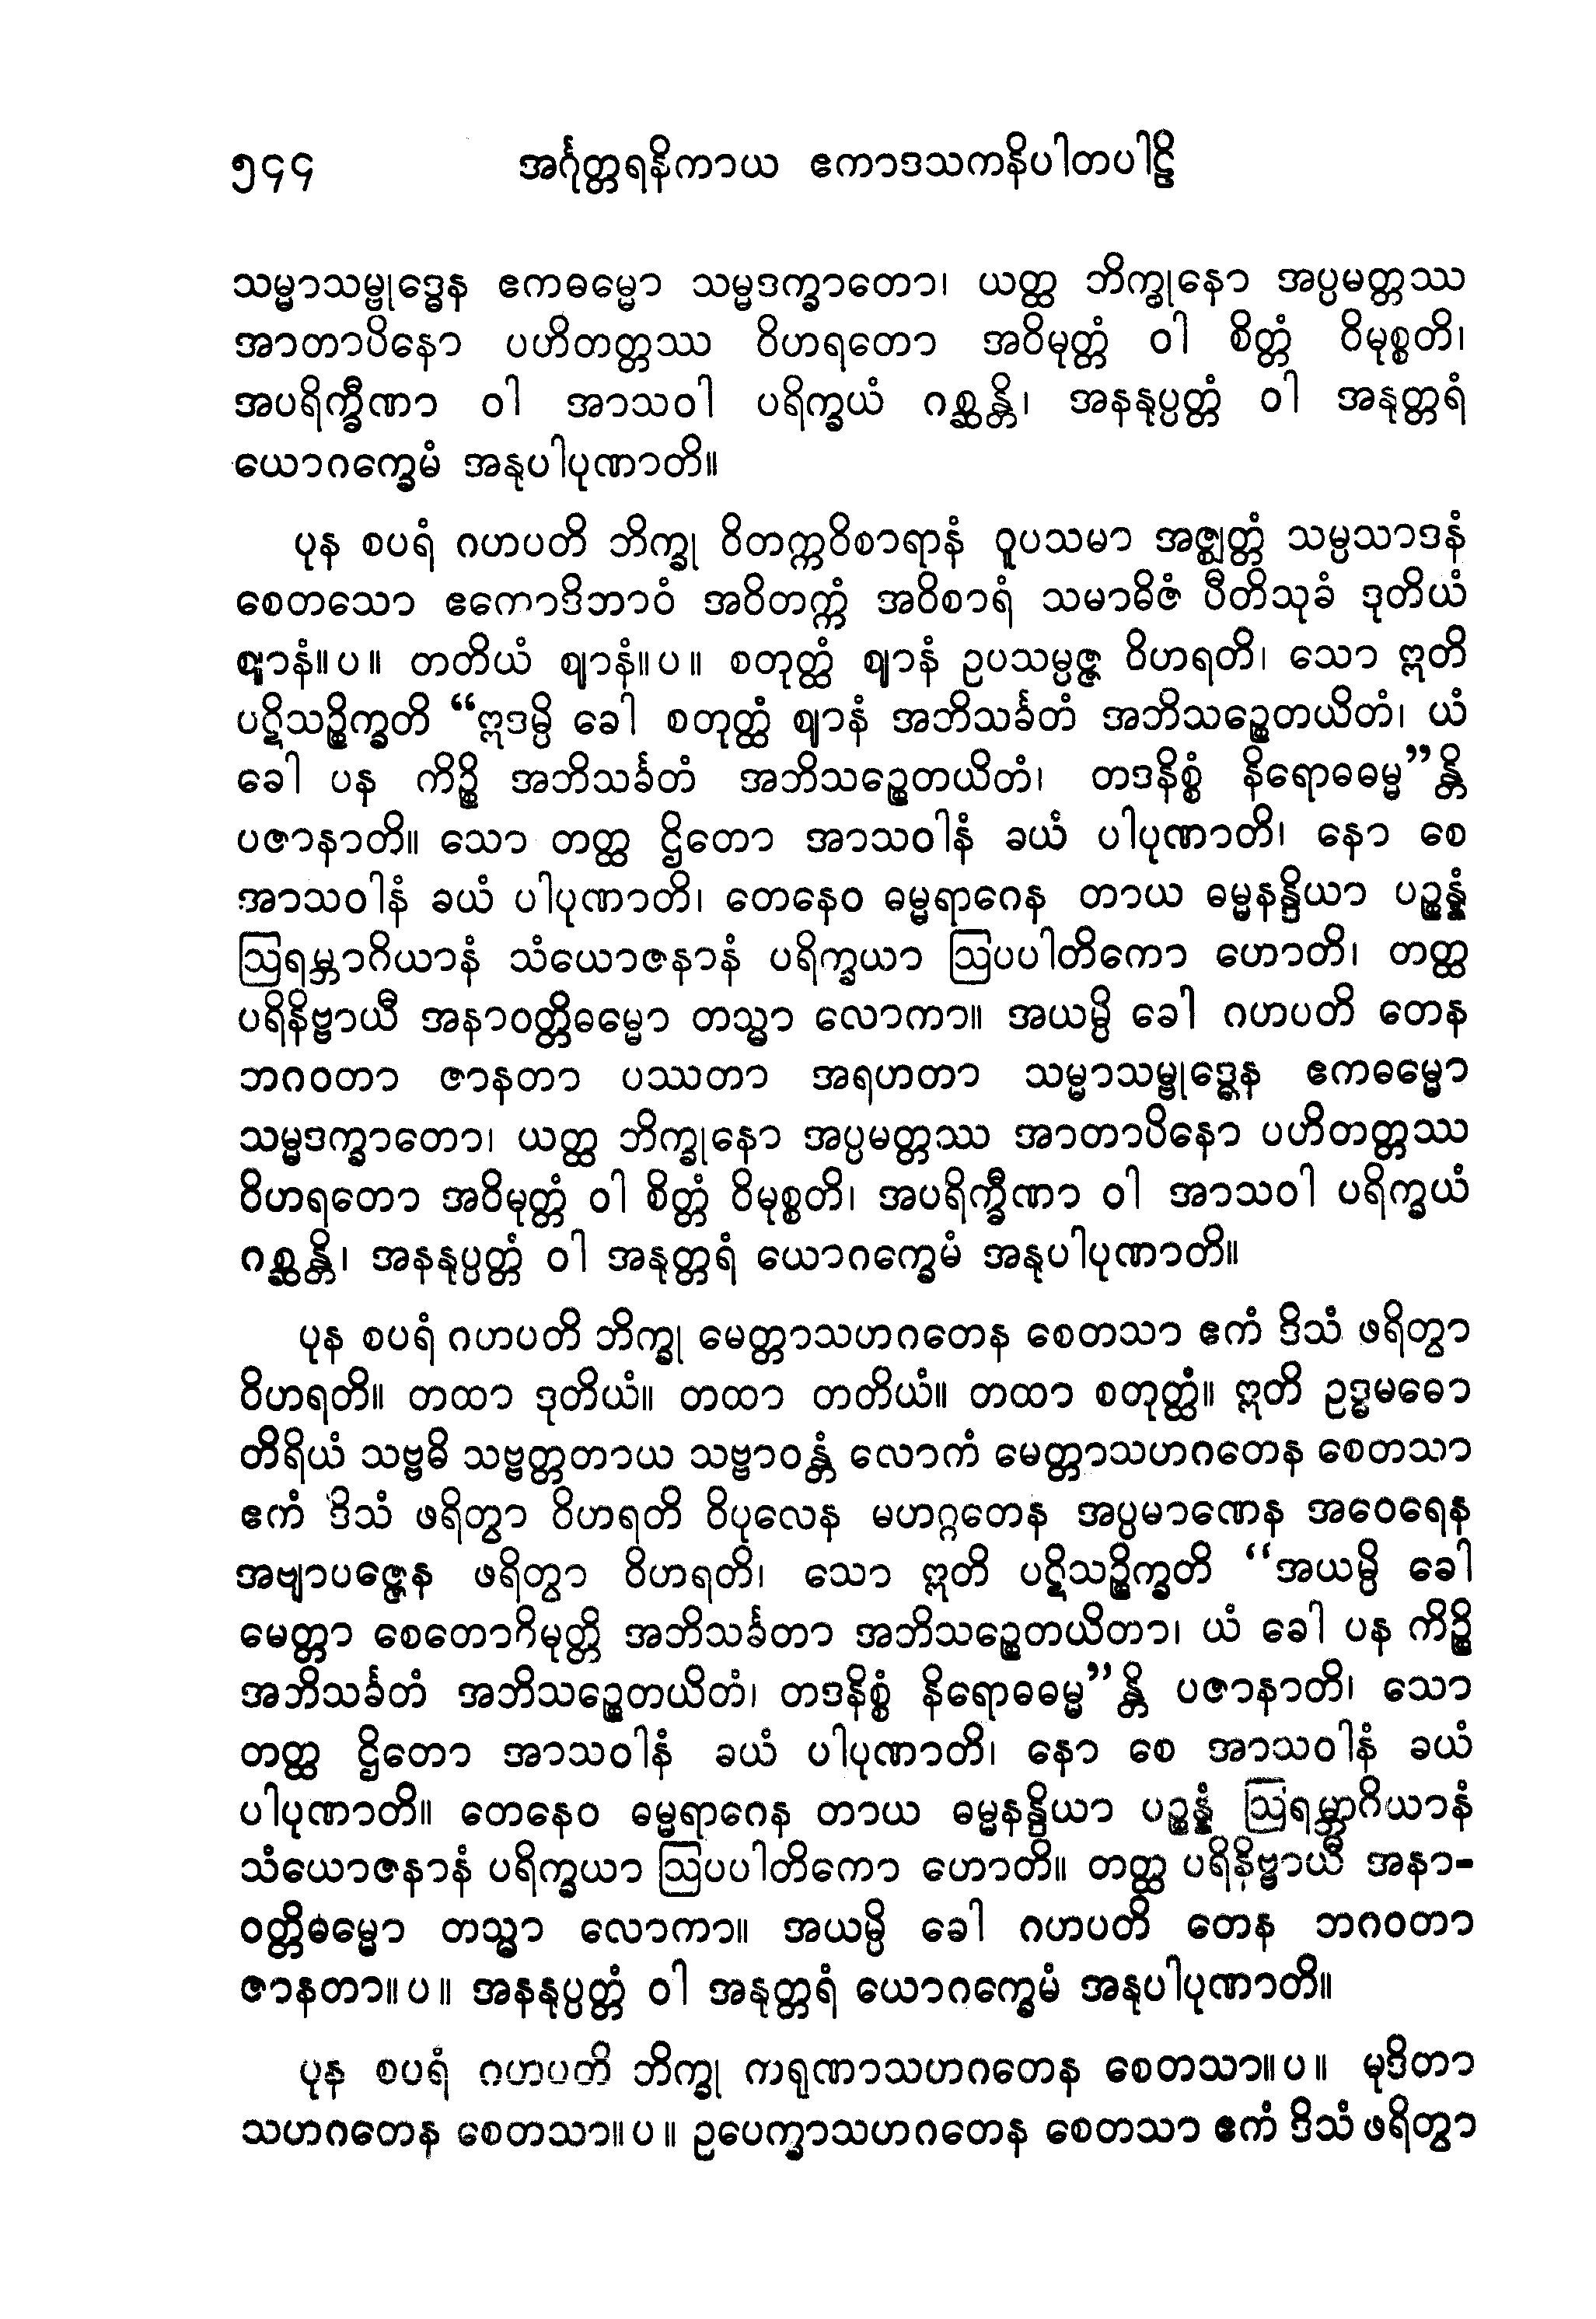 ၅၄၄ အင်္ဂုတ္တရနိကာယ ဧကာဒသကနိပါတပါဠိ
သမ္မာသမ္ဗုဒ္ဓေန ဧကဓမ္မော သမ္မဒက္ခာတော၊ ယတ္ထ ဘိက္ခုနော အပ္ပမတ္တဿ
အာတာပိနော ပဟိတတ္တဿ ဝိဟရတော အဝိမုတ္တံ ဝါ စိတ္တံ ဝိမုစ္စတိ၊
အပရိက္ခီဏာ ဝါ အာသဝါ ပရိက္ခယံ ဂစ္ဆန္တိ၊ အနနုပ္ပတ္တံ ဝါ အနုတ္တရံ
ယောဂက္ခေမံ အနုပါပုဏာတိ။
ပုန စပရံ ဂဟပတိ ဘိက္ခု ဝိတက္ကဝိစာရာနံ ဝူပသမာ အဇ္ဈတ္တံ သမ္ပသာဒနံ
စေတသော ဧကောဒိဘာဝံ အဝိတက္ကံ အဝိစာရံ သမာဓိဇံ ပီတိသုခံ ဒုတိယံ
ဈာနံ။ပ။ တတိယံ ဈာနံ။ပ။ စတုတ္ထံ ဈာနံ ဥပသမ္ပဇ္ဇ ဝိဟရတိ၊ သော ဣတိ
ပဋိသဉ္စိက္ခတိ “ဣဒမ္ပိ ခေါ စတုတ္ထံ ဈာနံ အဘိသင်္ခတံ အဘိသဉ္စေတယိတံ၊ ယံ
ခေါ ပန ကိဉ္စိ အဘိသင်္ခတံ အဘိသဉ္စေတယိတံ၊ တဒနိစ္စံ နိရောဓဓမ္မ”န္တိ
ပဇာနာတိ။ သော တတ္ထ ဌိတော အာသဝါနံ ခယံ ပါပုဏာတိ၊ နော စေ
အာသဝါနံ ခယံ ပါပုဏာတိ၊ တေနေဝ ဓမ္မရာဂေန တာယ ဓမ္မနန္ဒိယာ ပဉ္စန္နံ
ဩရမ္ဘာဂိယာနံ သံယောဇနာနံ ပရိက္ခယာ ဩပပါတိကော ဟောတိ၊ တတ္ထ
ပရိနိဗ္ဗာယီ အနာဝတ္တိဓမ္မော တသ္မာ လောကာ။ အယမ္ပိ ခေါ ဂဟပတိ တေန
ဘဂဝတာ ဇာနတာ ပဿတာ အရဟတာ သမ္မာသမ္ဗုဒ္ဓေန ဧကဓမ္မော
သမ္မဒက္ခာတော၊ ယတ္ထ ဘိက္ခုနော အပ္ပမတ္တဿ အာတာပိနော ပဟိတတ္တဿ
ဝိဟရတော အဝိမုတ္တံ ဝါ စိတ္တံ ဝိမုစ္စတိ၊ အပရိက္ခီဏာ ဝါ အာသဝါ ပရိက္ခယံ
ဂစ္ဆန္တိ၊ အနနုပ္ပတ္တံ ဝါ အနုတ္တရံ ယောဂက္ခေမံ အနုပါပုဏာတိ။
ပုန စပရံ ဂဟပတိ ဘိက္ခု မေတ္တာသဟဂတေန စေတသာ ဧကံ ဒိသံ ဖရိတွာ
ဝိဟရတိ။ တထာ ဒုတိယံ။ တထာ တတိယံ။ တထာ စတုတ္ထံ။ ဣတိ ဥဒ္ဓမဓော
တိရိယံ သဗ္ဗဓိ သဗ္ဗတ္တတာယ သဗ္ဗာဝန္တံ လောကံ မေတ္တာသဟဂတေန စေတသာ
ဧကံ ဒိသံ ဖရိတွာ ဝိဟရတိ ဝိပုလေန မဟဂ္ဂတေန အပ္ပမာဏေန အဝေရေန
အဗျာပဇ္ဇေန ဖရိတွာ ဝိဟရတိ၊ သော ဣတိ ပဋိသဉ္စိက္ခတိ “အယမ္ပိ ခေါ
မေတ္တာ စေတောဂိမုတ္တိ အဘိသင်္ခတာ အဘိသဉ္စေတယိတာ၊ ယံ ခေါ ပန ကိဉ္စိ
အဘိသင်္ခတံ အဘိသဉ္စေတယိတံ၊ တဒနိစ္စံ နိရောဓဓမ္မ”န္တိ ပဇာနာတိ၊ သော
တတ္ထ ဌိတော အာသဝါနံ ခယံ ပါပုဏာတိ၊ နော စေ အာသဝါနံ ခယံ
ပါပုဏာတိ။ တေနေဝ ဓမ္မရာဂေန တာယ ဓမ္မနန္ဒိယာ ပဉ္စန္နံ ဩရမ္ဘာဂိယာနံ
သံယောဇနာနံ ပရိက္ခယာ ဩပပါတိကော ဟောတိ။ တတ္ထ ပရိနိဗ္ဗာယီ အနာ-
ဝတ္တိဓမ္မော တသ္မာ လောကာ။ အယမ္ပိ ခေါ ဂဟပတိ တေန ဘဂဝတာ
ဇာနတာ။ပ။ အနနုပ္ပတ္တံ ဝါ အနုတ္တရံ ယောဂက္ခေမံ အနုပါပုဏာတိ။
ပုန စပရံ ဂဟပတိ ဘိက္ခု ကရုဏာသဟဂတေန စေတသာ။ပ။ မုဒိတာ
သဟဂတေန စေတသာ။ပ။ ဥပေက္ခာသဟဂတေန စေတသာ ဧကံ ဒိသံ ဖရိတွာ